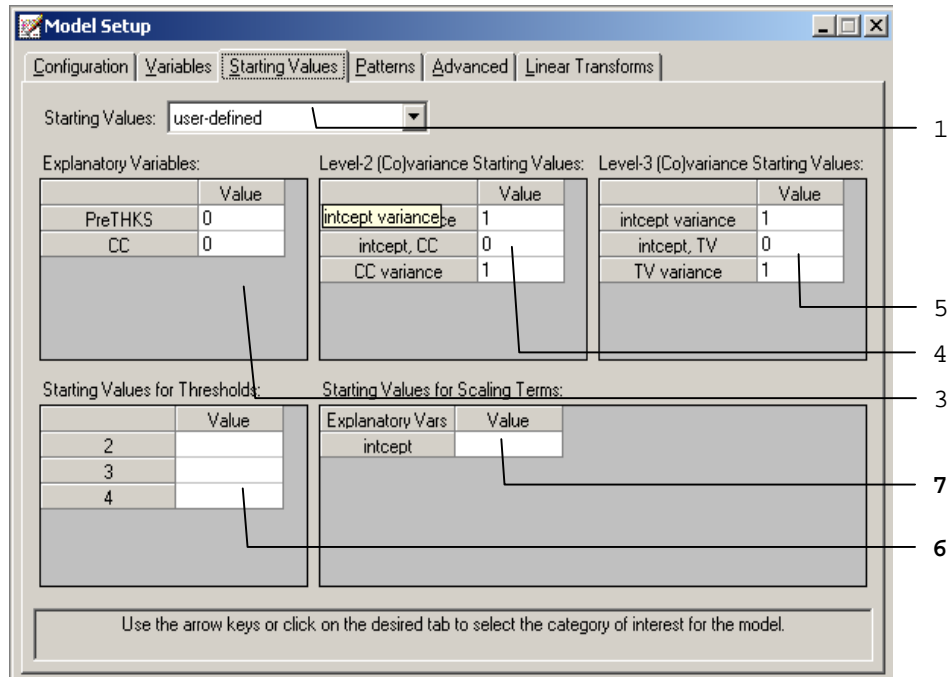 Model Setup
Configuration Variables Starting Values Patterns Advanced Linear Transforms
Starting Values: user-defined
1
Explanatory Variables:
Value
PreTHKS 0
CC 0
Level-2 (Co)variance Starting Values:
Value
intcept variance 1
intcept, CC 0
CC variance 1
Level-3 (Co)variance Starting Values:
Value
intcept variance 1
intcept, TV 0
TV variance 1
5
4
3
Starting Values for Thresholds:
Value
2
3
4
Starting Values for Scaling Terms:
Explanatory Vars Value
intcept
7
6
Use the arrow keys or click on the desired tab to select the category of interest for the model.